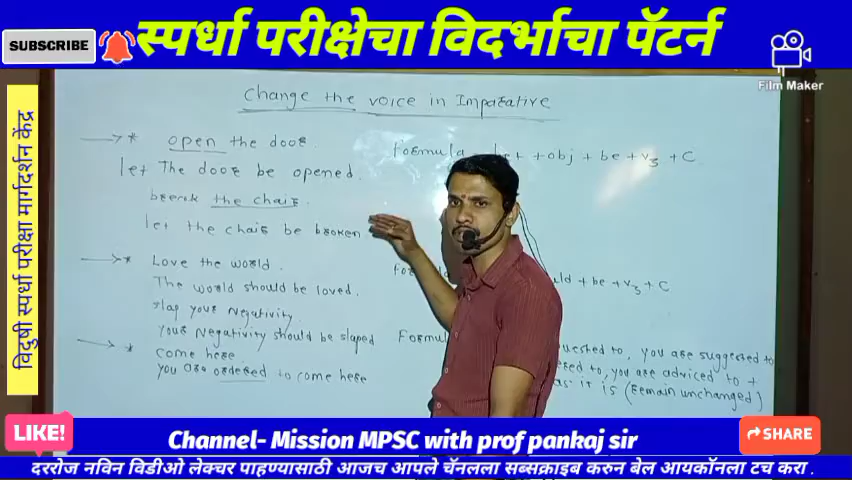 SUBSCRIBE
स्पर्धा परीक्षेचा विदर्भाचा पॅटर्न
Film Maker
विदुषी स्पर्धा परीक्षा मार्गदर्शन केंद्र
Change the voice in Imparative
* open the door.
Formula + obj + be + v3 + C
let The door be opened.
break the chair.
let the chair be broken
* Love the world.
The world should be loved.
+ be + v3 + C
slap your negativity
your Negativity should be slaped
* come here
you are ordered to come here
to, you are suggested to
to, you are adviced to +
as it is (remain unchanged)
LIKE!
Channel- Mission MPSC with prof pankaj sir
SHARE
दररोज नविन विडीओ लेक्चर पाहण्यासाठी आजच आपले चॅनलला सब्सक्राइब करुन बेल आयकॉनला टच करा .